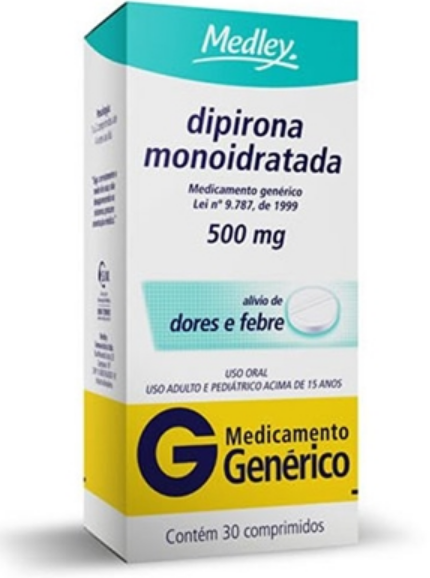 Medley.
dipirona
monoidratada
Medicamento genérico
Lei nº 9.787, de 1999
500 mg
alívio de
dores e febre
USO ORAL
USO ADULTO E PEDIÁTRICO ACIMA DE 15 ANOS
G Medicamento
Genérico
Contém 30 comprimidos